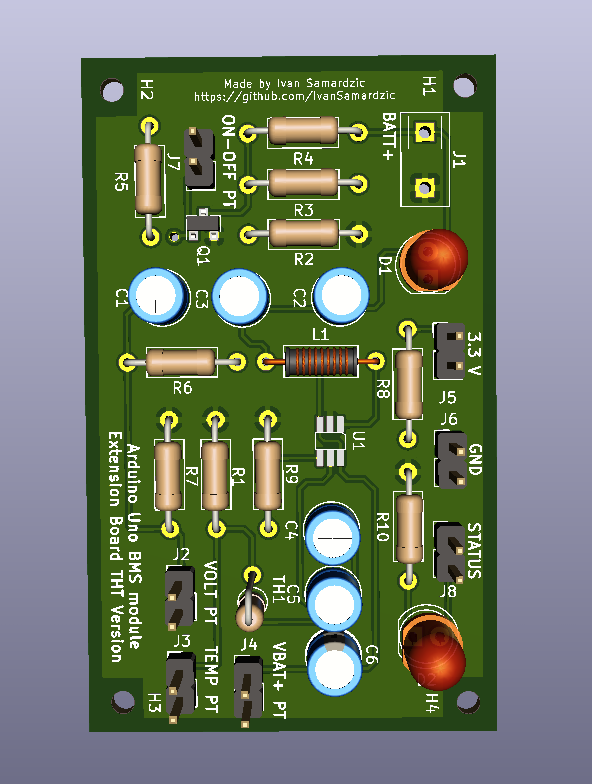 Made by Ivan Samardzic
https://github.com/IvanSamardzic
H2
H1
ON-OFF PT
BATT+
J7
J1
R5
R4
R3
R2
Q1
D1
C1
C3
C2
L1
3.3 V
R6
R8
J5
J6
U1
GND
R7
R1
R9
R10
C4
STATUS
J8
Arduino Uno BMS module
Extension Board THT Version
J2
VOLT PT
TH1
C5
J3
TEMP PT
J4
VBAT+ PT
C6
H3
H4